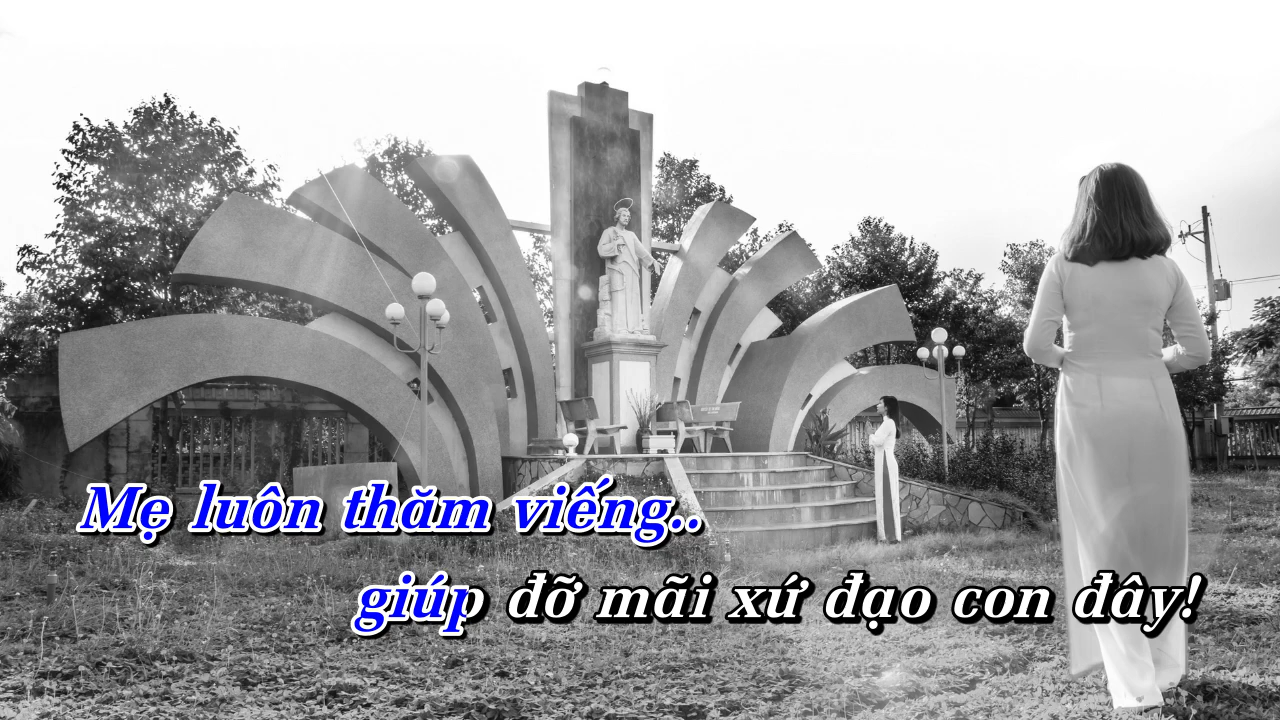 Mẹ luôn thăm viếng..
giúp đỡ mãi xứ đạo con đây!